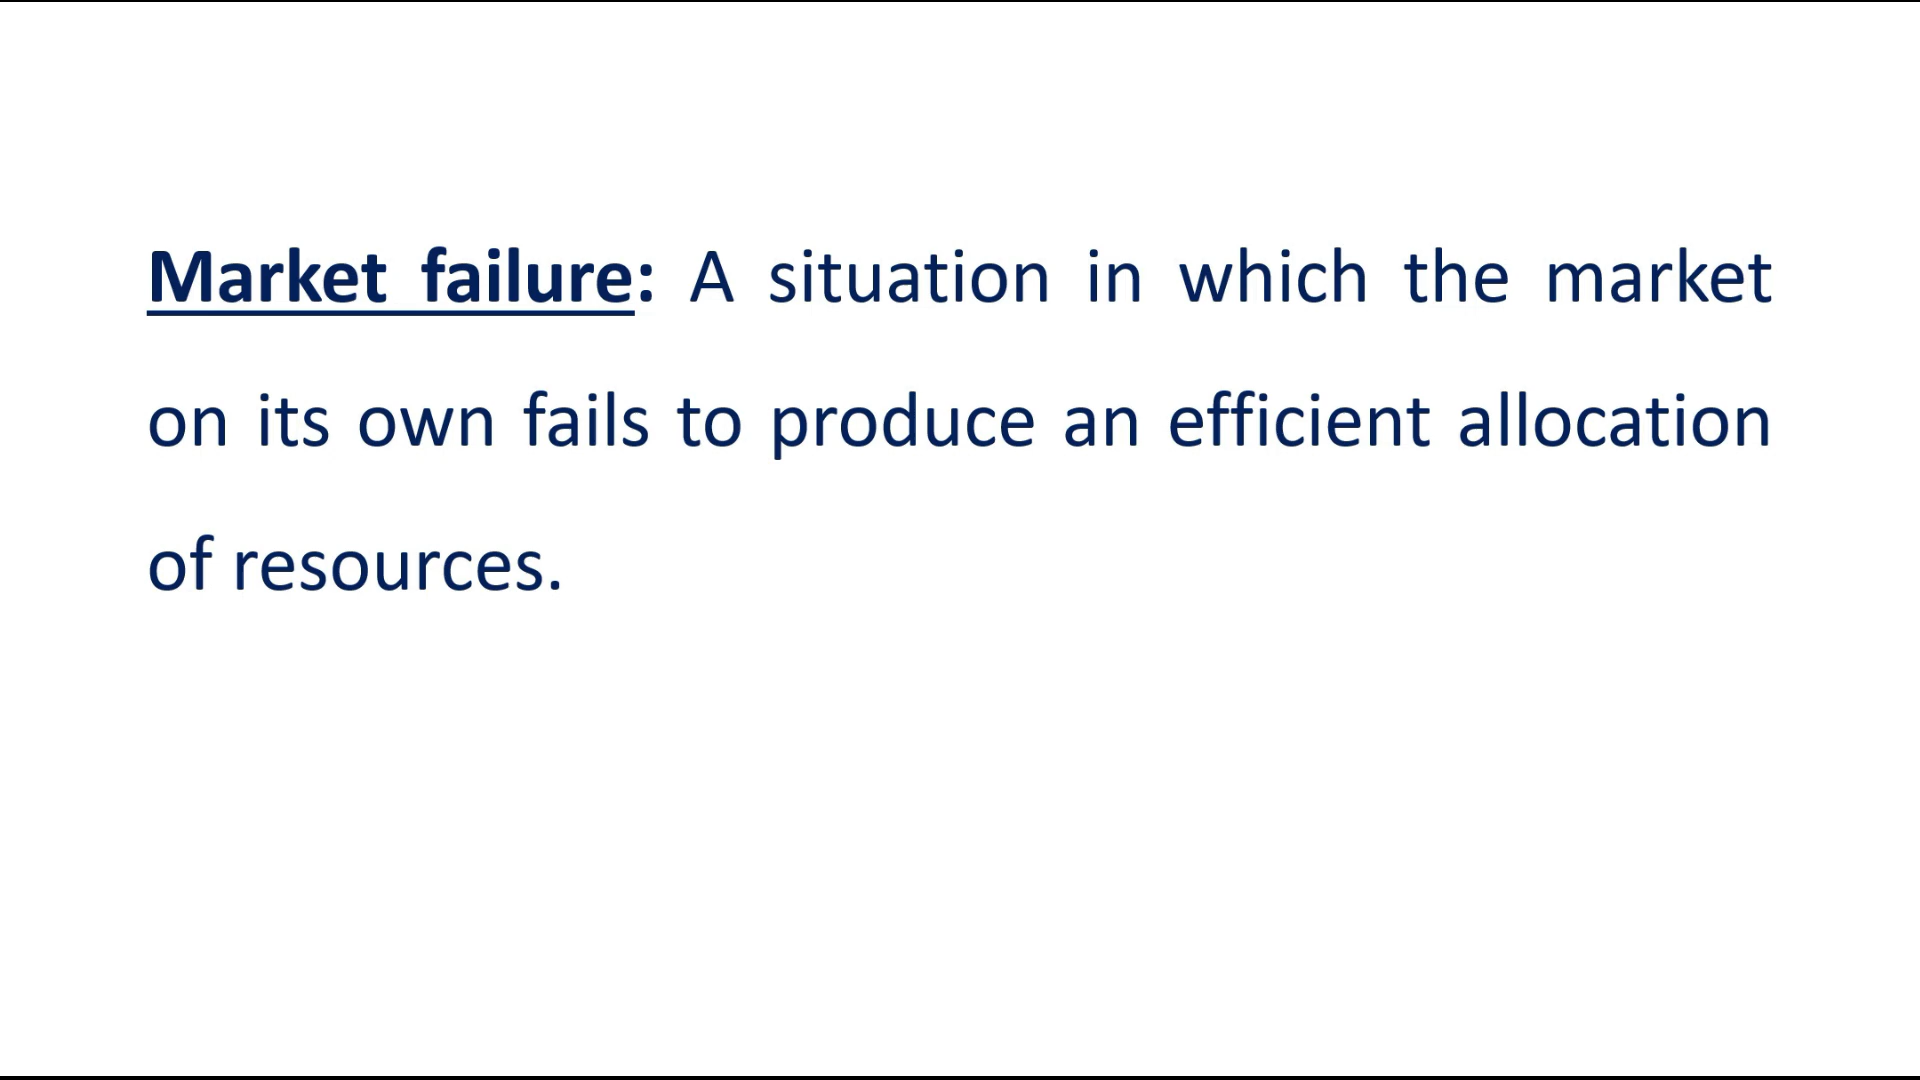 Market failure: A situation in which the market
on its own fails to produce an efficient allocation
of resources.